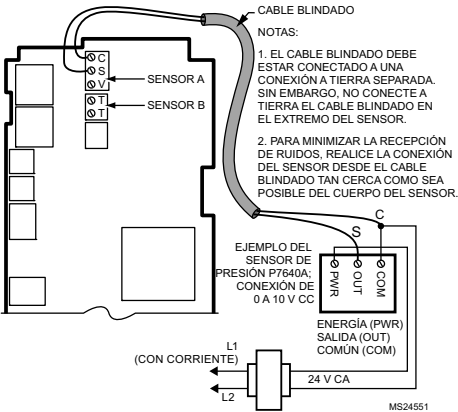 CABLE BLINDADO
NOTAS:
1. EL CABLE BLINDADO DEBE
ESTAR CONECTADO A UNA
CONEXIÓN A TIERRA SEPARADA.
SIN EMBARGO, NO CONECTE A
TIERRA EL CABLE BLINDADO EN
EL EXTREMO DEL SENSOR.
2. PARA MINIMIZAR LA RECEPCIÓN
DE RUIDOS, REALICE LA CONEXIÓN
DEL SENSOR DESDE EL CABLE
BLINDADO TAN CERCA COMO SEA
POSIBLE DEL CUERPO DEL SENSOR.
C
S
V
SENSOR A
T
T
SENSOR B
C
S
EJEMPLO DEL
SENSOR DE
PRESIÓN P7640A;
CONEXIÓN DE
0 A 10 V CC
PWR
OUT
COM
ENERGÍA (PWR)
SALIDA (OUT)
COMÚN (COM)
L1
(CON CORRIENTE)
L2
24 V CA
MS24551